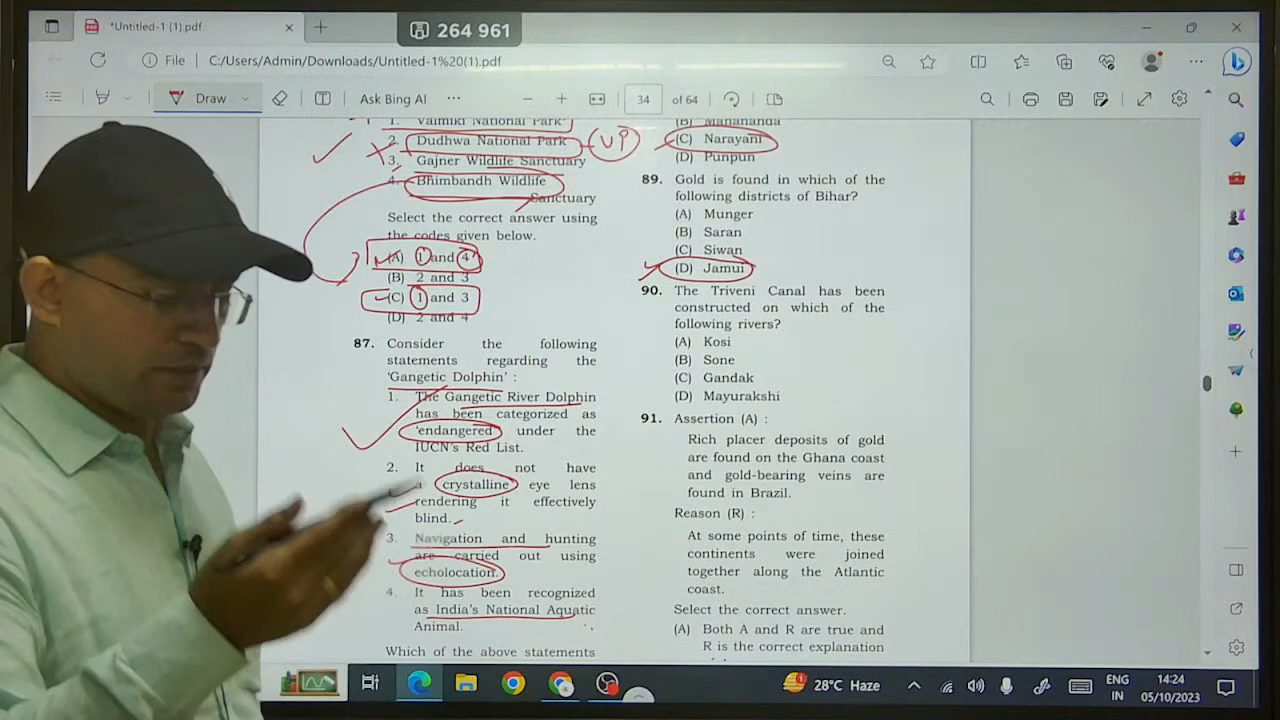 *Untitled-1 (1).pdf
264 961
File
C:/Users/Admin/Downloads/Untitled-1%20(1).pdf
Draw
Ask Bing AI
34 of 64
1. Valmiki National Park
2. Dudhwa National Park
UP
3. Gajner Wildlife Sanctuary
4. Bhimbandh Wildlife
Sanctuary
Select the correct answer using
the codes given below.
(A) 1 and 4
(B) 2 and 3
(C) 1 and 3
(D) 2 and 4
87. Consider the following
statements regarding the
'Gangetic Dolphin' :
1. The Gangetic River Dolphin
has been categorized as
'endangered' under the
IUCN's Red List.
2. It does not have
a crystalline eye lens
rendering it effectively
blind.
3. Navigation and hunting
are carried out using
echolocation.
4. It has been recognized
as India's National Aquatic
Animal.
Which of the above statements
(B) Mahananda
(C) Narayani
(D) Punpun
89. Gold is found in which of the
following districts of Bihar?
(A) Munger
(B) Saran
(C) Siwan
(D) Jamui
90. The Triveni Canal has been
constructed on which of the
following rivers?
(A) Kosi
(B) Sone
(C) Gandak
(D) Mayurakshi
91. Assertion (A) :
Rich placer deposits of gold
are found on the Ghana coast
and gold-bearing veins are
found in Brazil.
Reason (R) :
At some points of time, these
continents were joined
together along the Atlantic
coast.
Select the correct answer.
(A) Both A and R are true and
R is the correct explanation
28°C Haze
ENG
IN
14:24
05/10/2023